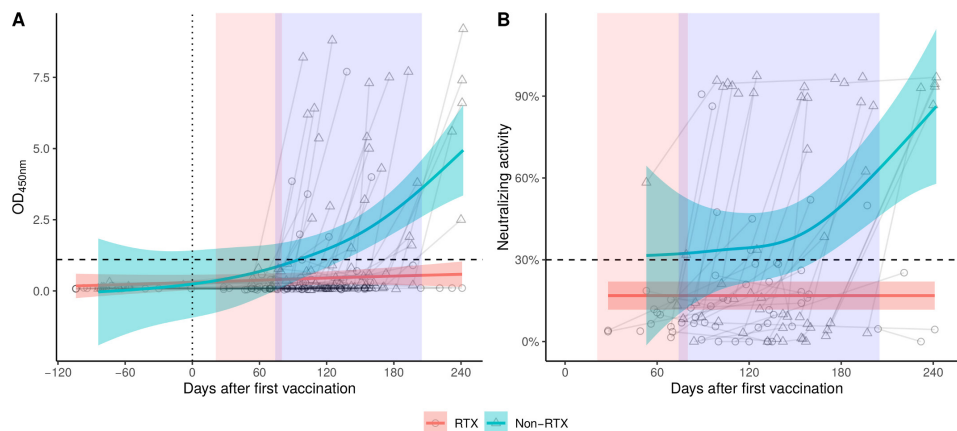 A
OD450nm
7.5
5.0
2.5
0.0
−120
−60
0
60
120
180
240
Days after first vaccination
B
Neutralizing activity
90%
60%
30%
0%
0
60
120
180
240
Days after first vaccination
RTX
Non−RTX